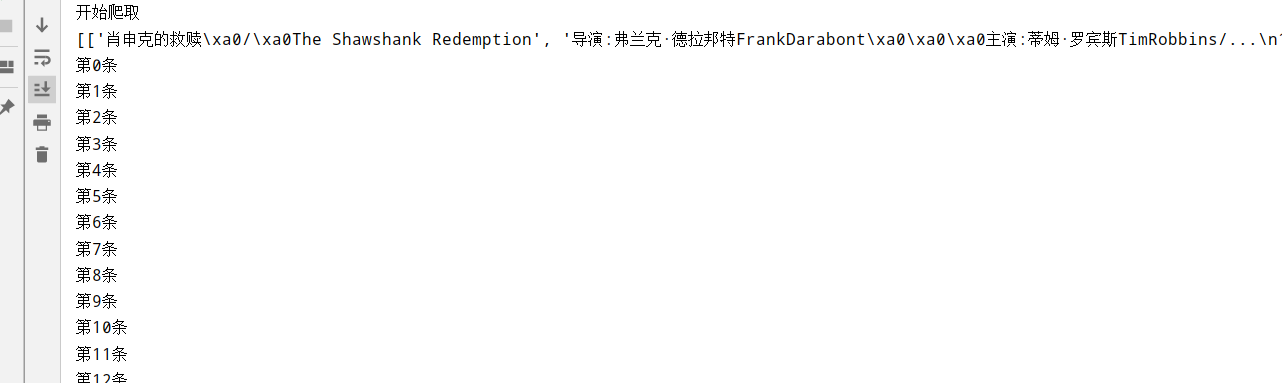 开始爬取
[['肖申克的救赎\xa0/\xa0The Shawshank Redemption', '导演:弗兰克·德拉邦特FrankDarabont\xa0\xa0\xa0主演:蒂姆·罗宾斯TimRobbins/...\n1
第0条
第1条
第2条
第3条
第4条
第5条
第6条
第7条
第8条
第9条
第10条
第11条
第12条